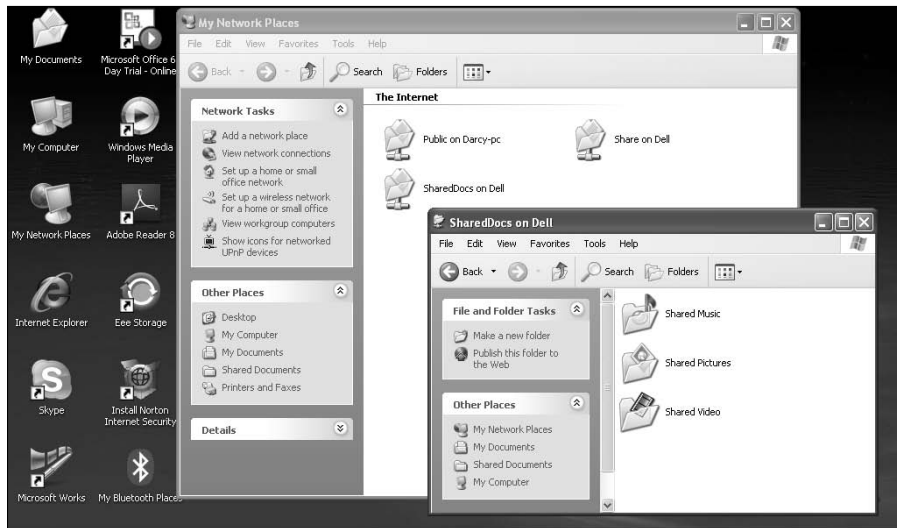 My Documents
Microsoft Office 6
Day Trial - Online
My Computer
Windows Media
Player
My Network Places
Adobe Reader 8
Internet Explorer
Eee Storage
Skype
Install Norton
Internet Security
Microsoft Works
My Bluetooth Places
My Network Places
File Edit View Favorites Tools Help
Back Search Folders
Network Tasks
Add a network place
View network connections
Set up a home or small
office network
Set up a wireless network
for a home or small office
View workgroup computers
Show icons for networked
UPnP devices
Other Places
Desktop
My Computer
My Documents
Shared Documents
Printers and Faxes
Details
The Internet
Public on Darcy-pc
Share on Dell
SharedDocs on Dell
SharedDocs on Dell
File Edit View Favorites Tools Help
Back Search Folders
File and Folder Tasks
Make a new folder
Publish this folder to
the Web
Other Places
My Network Places
My Documents
Shared Documents
My Computer
Shared Music
Shared Pictures
Shared Video